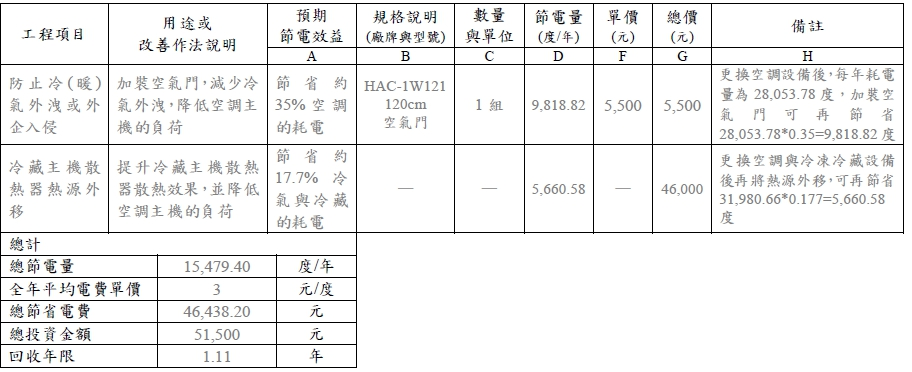 工程項目 用途或改善作法說明 預期節電效益 A 規格說明(廠牌與型號) B 數量與單位 C 節電量(度/年) D 單價(元) F 總價(元) G 備註 H
防止冷(暖)氣外洩或外企入侵 加裝空氣門,減少冷氣外洩,降低空調主機的負荷 節省約35%空調的耗電 HAC-1W121 120cm 空氣門 1 組 9,818.82 5,500 5,500 更換空調設備後,每年耗電量為 28,053.78 度,加裝空氣門可再節省 28,053.78*0.35=9,818.82 度
冷藏主機散熱器熱源外移 提升冷藏主機散熱器散熱效果,並降低空調主機的負荷 節省約17.7%冷氣與冷藏的耗電 — — 5,660.58 — 46,000 更換空調與冷凍冷藏設備後再將熱源外移,可再節省 31,980.66*0.177=5,660.58 度
總計
總節電量 15,479.40 度/年
全年平均電費單價 3 元/度
總節省電費 46,438.20 元
總投資金額 51,500 元
回收年限 1.11 年